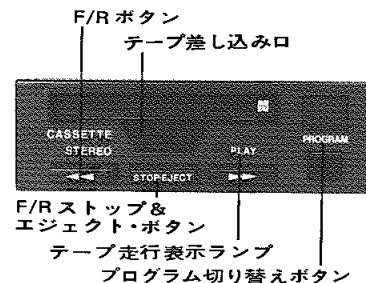 F/Rボタン
テープ差し込み口
CASSETTE
STEREO
PLAY
PROGRAM
STOP·EJECT
F/Rストップ&
エジェクト・ボタン
テープ走行表示ランプ
プログラム切り替えボタン